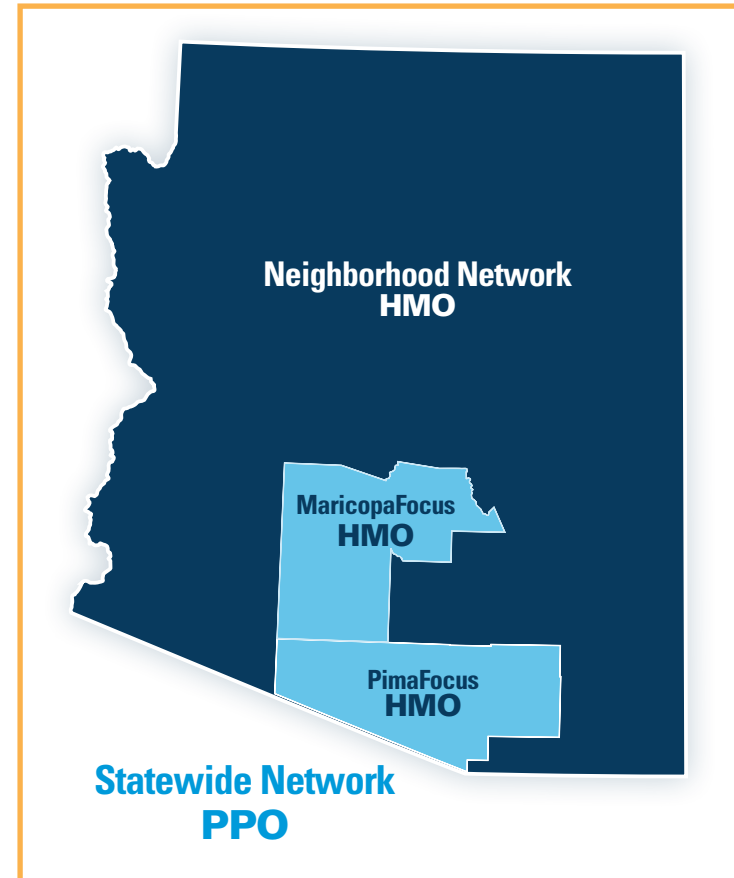 Neighborhood Network
HMO
MaricopaFocus
HMO
PimaFocus
HMO
Statewide Network
PPO